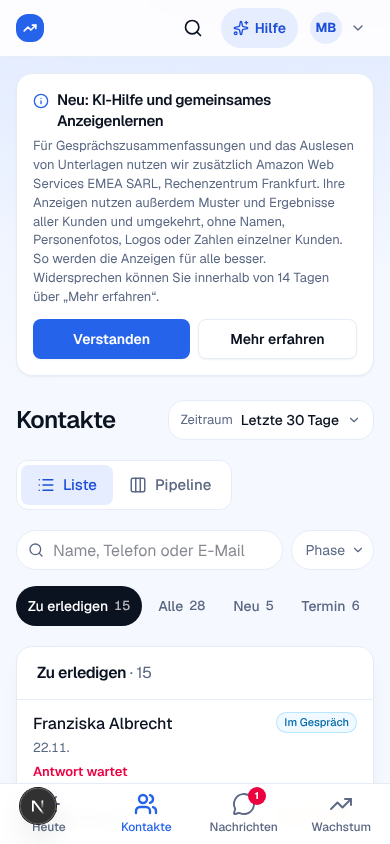 Hilfe
MB
Neu: KI-Hilfe und gemeinsames
Anzeigenlernen
Für Gesprächszusammenfassungen und das Auslesen
von Unterlagen nutzen wir zusätzlich Amazon Web
Services EMEA SARL, Rechenzentrum Frankfurt. Ihre
Anzeigen nutzen außerdem Muster und Ergebnisse
aller Kunden und umgekehrt, ohne Namen,
Personenfotos, Logos oder Zahlen einzelner Kunden.
So werden die Anzeigen für alle besser.
Widersprechen können Sie innerhalb von 14 Tagen
über „Mehr erfahren“.
Verstanden
Mehr erfahren
Kontakte
Zeitraum Letzte 30 Tage
Liste
Pipeline
Name, Telefon oder E-Mail
Phase
Zu erledigen 15
Alle 28
Neu 5
Termin 6
Zu erledigen · 15
Franziska Albrecht
Im Gespräch
22.11.
Antwort wartet
N
1
Heute
Kontakte
Nachrichten
Wachstum